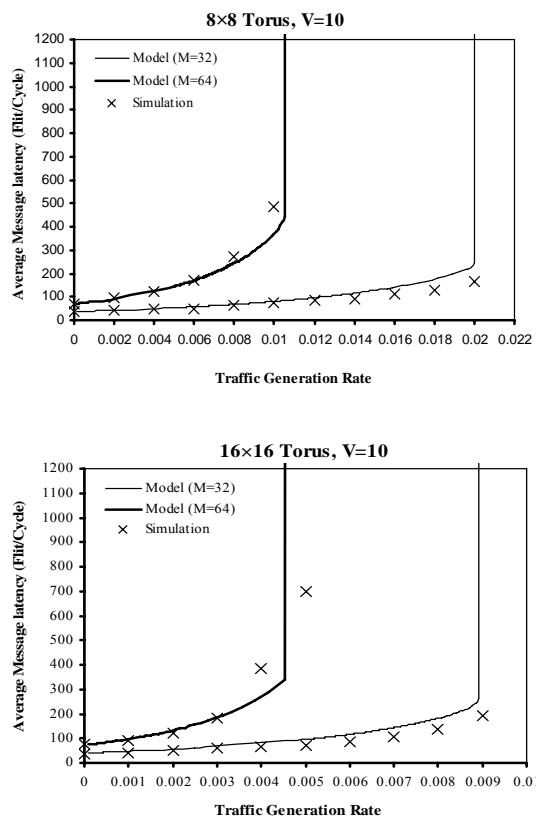 8×8 Torus, V=10
1200
1100
1000
900
800
700
600
500
400
300
200
100
0
Average Message latency (Flit/Cycle)
Model (M=32)
Model (M=64)
Simulation
0 0.002 0.004 0.006 0.008 0.01 0.012 0.014 0.016 0.018 0.02 0.022
Traffic Generation Rate
16×16 Torus, V=10
1200
1100
1000
900
800
700
600
500
400
300
200
100
0
Average Message latency (Flit/Cycle)
Model (M=32)
Model (M=64)
Simulation
0 0.001 0.002 0.003 0.004 0.005 0.006 0.007 0.008 0.009 0.01
Traffic Generation Rate